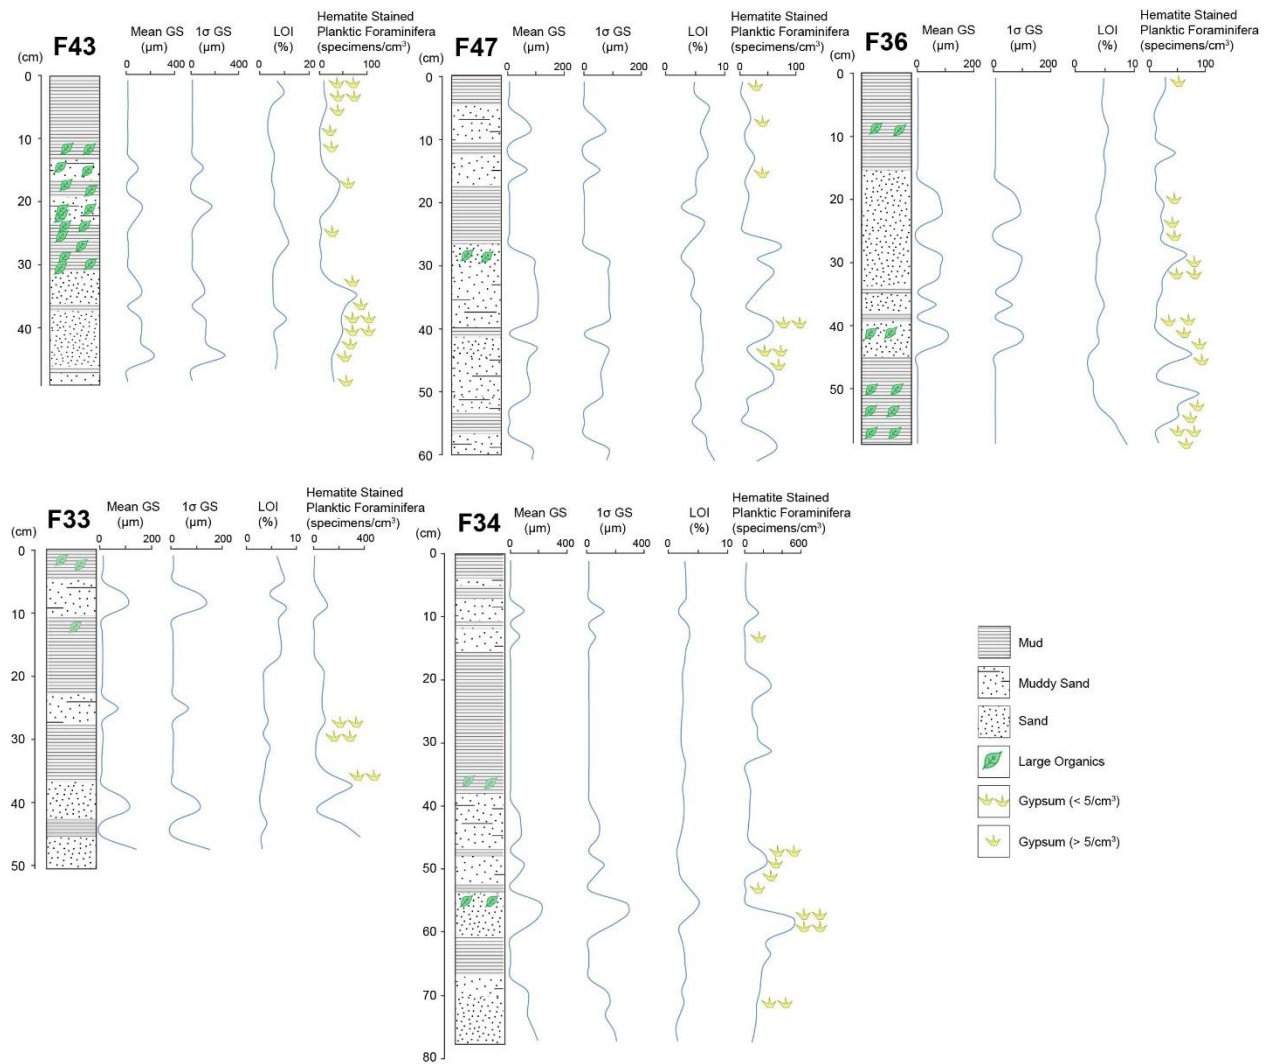 F43
(cm)
Mean GS
(µm)
0 400
1σ GS
(µm)
0 400
LOI
(%)
0 20
Hematite Stained
Planktic Foraminifera
(specimens/cm³)
0 100
0
10
20
30
40
F47
(cm)
Mean GS
(µm)
0 200
1σ GS
(µm)
0 200
LOI
(%)
0 10
Hematite Stained
Planktic Foraminifera
(specimens/cm³)
0 100
0
10
20
30
40
50
60
F36
(cm)
Mean GS
(µm)
0 200
1σ GS
(µm)
0 200
LOI
(%)
0 10
Hematite Stained
Planktic Foraminifera
(specimens/cm³)
0 100
0
10
20
30
40
50
F33
(cm)
Mean GS
(µm)
0 200
1σ GS
(µm)
0 200
LOI
(%)
0 10
Hematite Stained
Planktic Foraminifera
(specimens/cm³)
0 400
0
10
20
30
40
50
F34
(cm)
Mean GS
(µm)
0 400
1σ GS
(µm)
0 400
LOI
(%)
0 10
Hematite Stained
Planktic Foraminifera
(specimens/cm³)
0 600
0
10
20
30
40
50
60
70
80
Mud
Muddy Sand
Sand
Large Organics
Gypsum (< 5/cm³)
Gypsum (> 5/cm³)